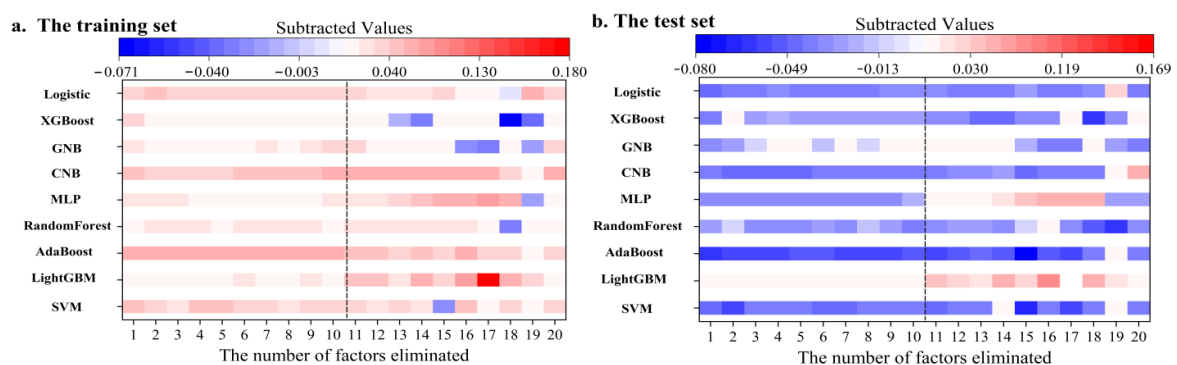 a. The training set
Subtracted Values
−0.071 −0.040 −0.003 0.040 0.130 0.180
Logistic
XGBoost
GNB
CNB
MLP
RandomForest
AdaBoost
LightGBM
SVM
1 2 3 4 5 6 7 8 9 10 11 12 13 14 15 16 17 18 19 20
The number of factors eliminated
b. The test set
Subtracted Values
−0.080 −0.049 −0.013 0.030 0.119 0.169
Logistic
XGBoost
GNB
CNB
MLP
RandomForest
AdaBoost
LightGBM
SVM
1 2 3 4 5 6 7 8 9 10 11 12 13 14 15 16 17 18 19 20
The number of factors eliminated